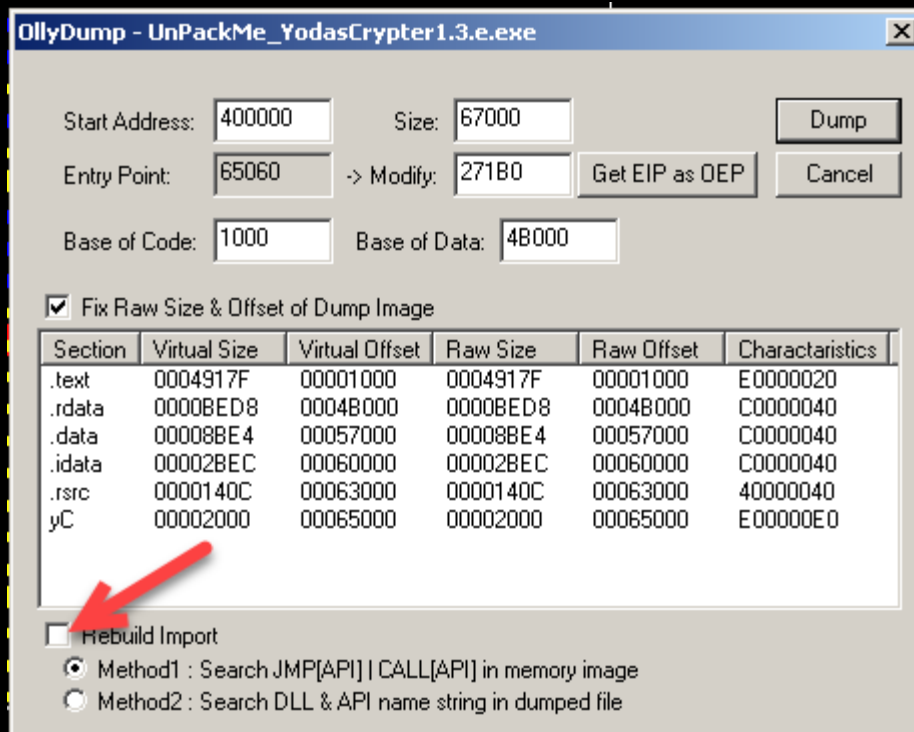 OllyDump - UnPackMe_YodasCrypter1.3.e.exe
Start Address: 400000 Size: 67000 Dump
Entry Point: 65060 -> Modify: 271B0 Get EIP as OEP Cancel
Base of Code: 1000 Base of Data: 4B000
Fix Raw Size & Offset of Dump Image
Section Virtual Size Virtual Offset Raw Size Raw Offset Charactaristics
.text 0004917F 00001000 0004917F 00001000 E0000020
.rdata 0000BED8 0004B000 0000BED8 0004B000 C0000040
.data 00008BE4 00057000 00008BE4 00057000 C0000040
.idata 00002BEC 00060000 00002BEC 00060000 C0000040
.rsrc 0000140C 00063000 0000140C 00063000 40000040
yC 00002000 00065000 00002000 00065000 E00000E0
Rebuild Import
Method1 : Search JMP[API] | CALL[API] in memory image
Method2 : Search DLL & API name string in dumped file